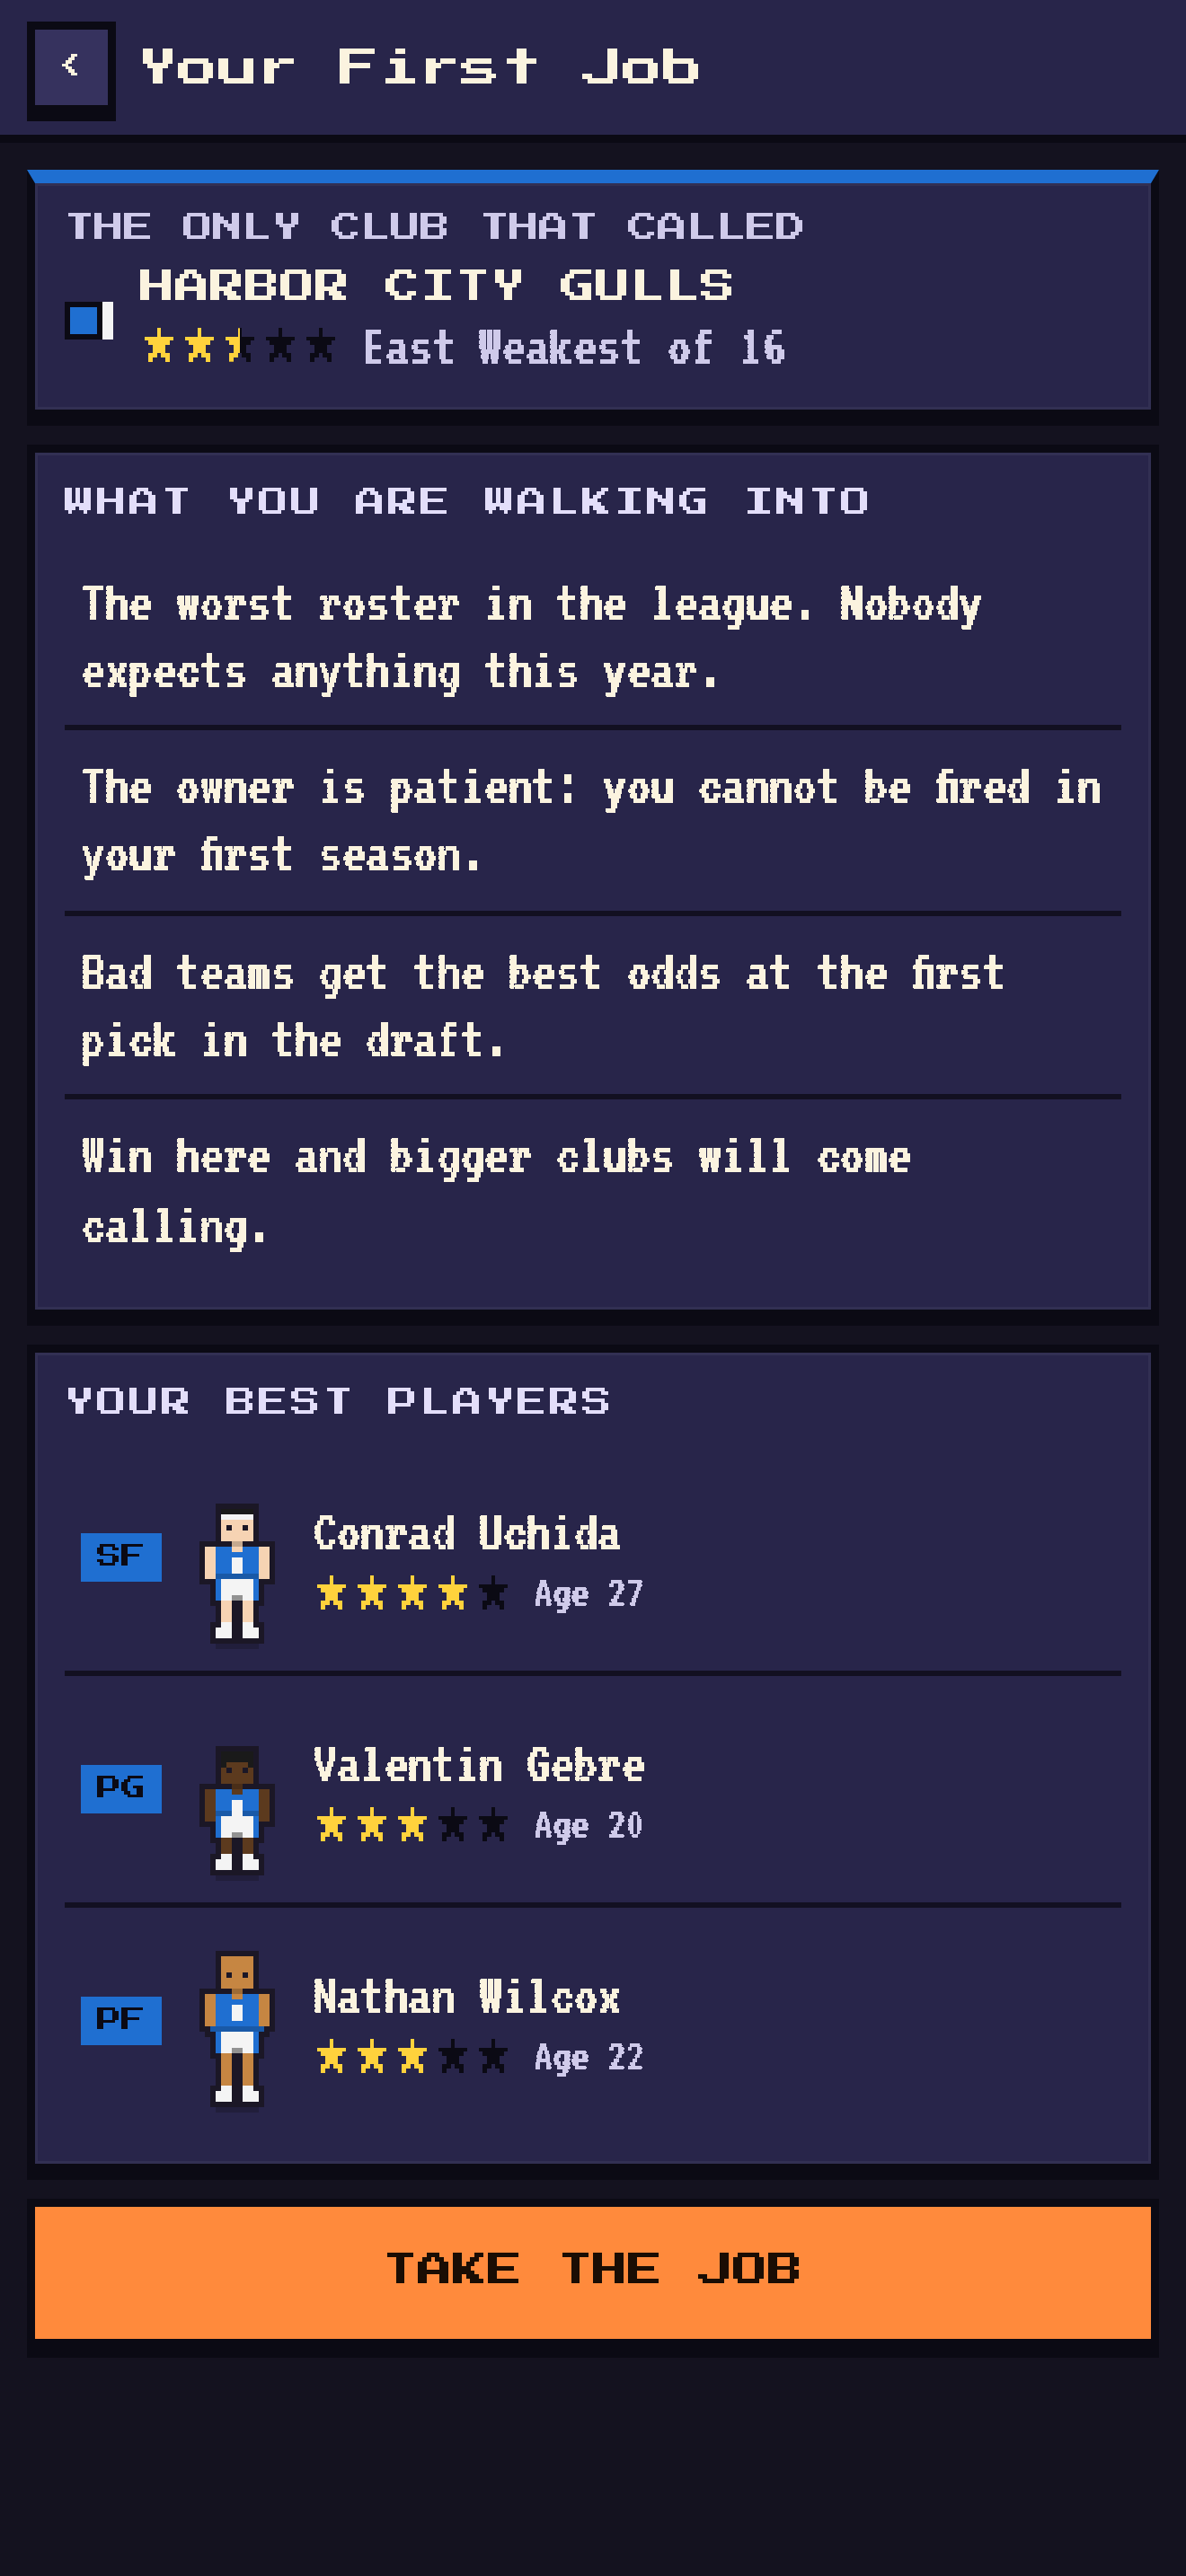 ‹ Your First Job
THE ONLY CLUB THAT CALLED
HARBOR CITY GULLS
East Weakest of 16
WHAT YOU ARE WALKING INTO
The worst roster in the league. Nobody
expects anything this year.
The owner is patient: you cannot be fired in
your first season.
Bad teams get the best odds at the first
pick in the draft.
Win here and bigger clubs will come
calling.
YOUR BEST PLAYERS
SF
Conrad Uchida
Age 27
PG
Valentin Gebre
Age 20
PF
Nathan Wilcox
Age 22
TAKE THE JOB